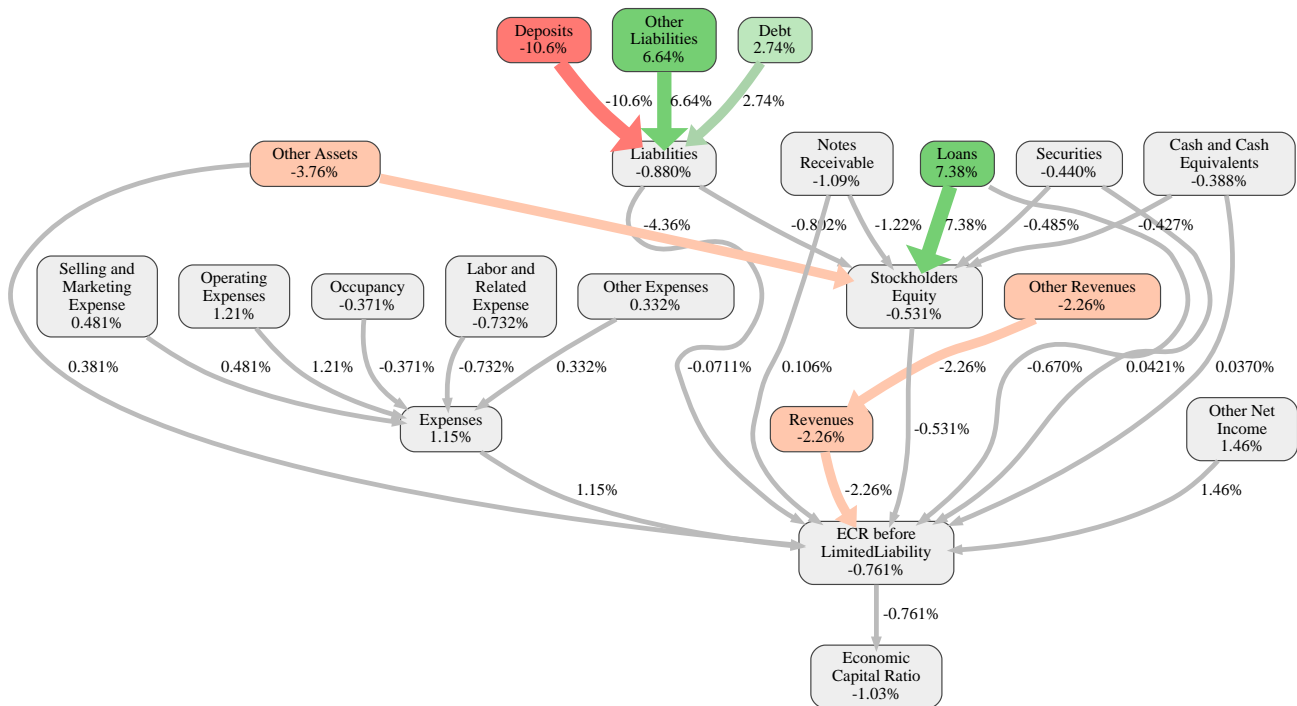 Deposits
-10.6%
Other
Liabilities
6.64%
Debt
2.74%
-10.6%
6.64%
2.74%
Other Assets
-3.76%
Liabilities
-0.880%
Notes
Receivable
-1.09%
Loans
7.38%
Securities
-0.440%
Cash and Cash
Equivalents
-0.388%
-4.36%
-0.802%
-1.22%
7.38%
-0.485%
-0.427%
Selling and
Marketing
Expense
0.481%
Operating
Expenses
1.21%
Occupancy
-0.371%
Labor and
Related
Expense
-0.732%
Other Expenses
0.332%
Stockholders
Equity
-0.531%
Other Revenues
-2.26%
0.381%
0.481%
1.21%
-0.371%
-0.732%
0.332%
-0.0711%
0.106%
-2.26%
-0.670%
0.0421%
0.0370%
Expenses
1.15%
Revenues
-2.26%
-0.531%
Other Net
Income
1.46%
1.15%
-2.26%
1.46%
ECR before
LimitedLiability
-0.761%
-0.761%
Economic
Capital Ratio
-1.03%